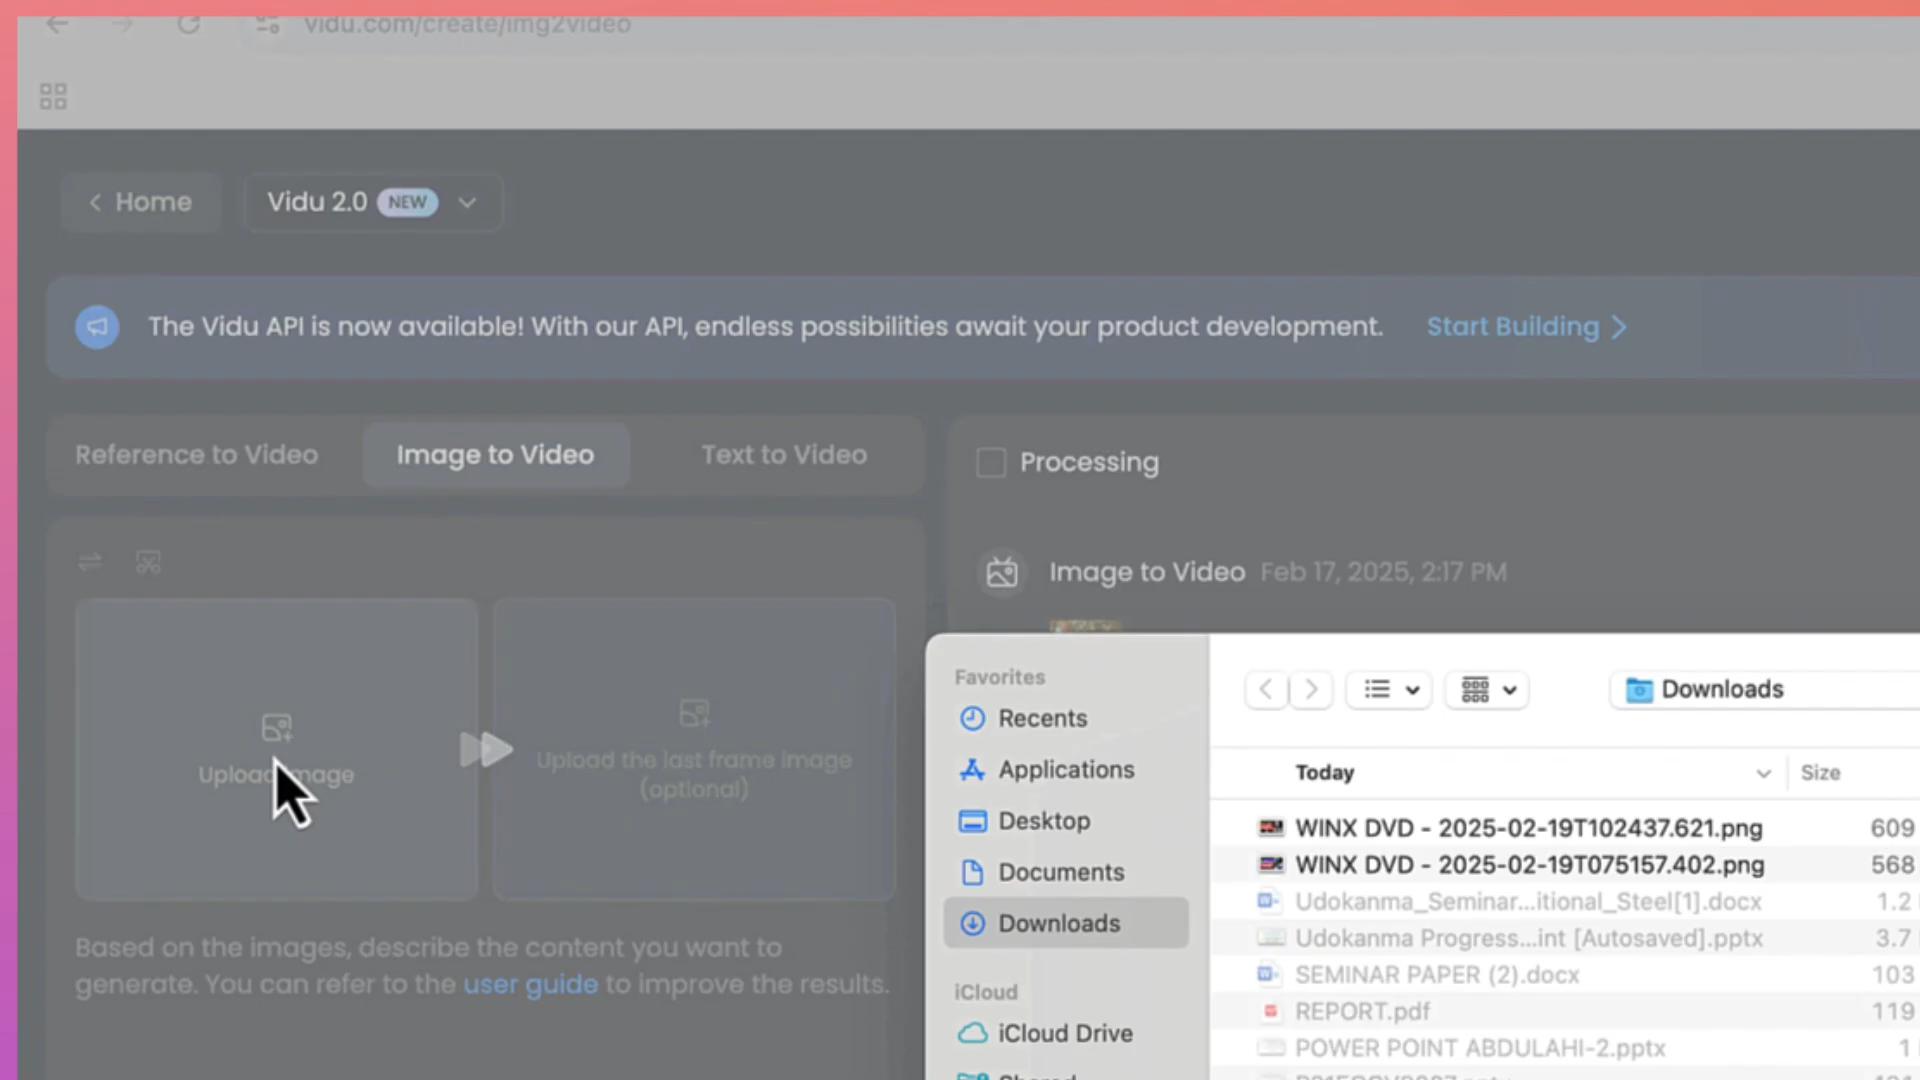 vidu.com/create/img2video
Home
Vidu 2.0 NEW
The Vidu API is now available! With our API, endless possibilities await your product development. Start Building
Reference to Video
Image to Video
Text to Video
Processing
Image to Video Feb 17, 2025, 2:17 PM
Upload image
Upload the last frame image
(optional)
Based on the images, describe the content you want to
generate. You can refer to the user guide to improve the results.
Favorites
Recents
Applications
Desktop
Documents
Downloads
iCloud
iCloud Drive
Shared
Downloads
Today
Size
WINX DVD - 2025-02-19T102437.621.png 609
WINX DVD - 2025-02-19T075157.402.png 568
Udokanma_Seminar...itional_Steel[1].docx 1.2
Udokanma Progress...int [Autosaved].pptx 3.7
SEMINAR PAPER (2).docx 103
REPORT.pdf 119
POWER POINT ABDULAHI-2.pptx 1